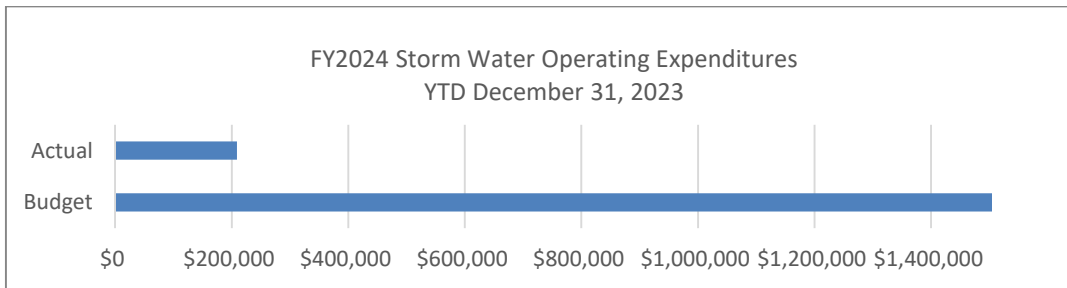 FY2024 Storm Water Operating Expenditures
YTD December 31, 2023
Actual
Budget
$0 $200,000 $400,000 $600,000 $800,000 $1,000,000 $1,200,000 $1,400,000